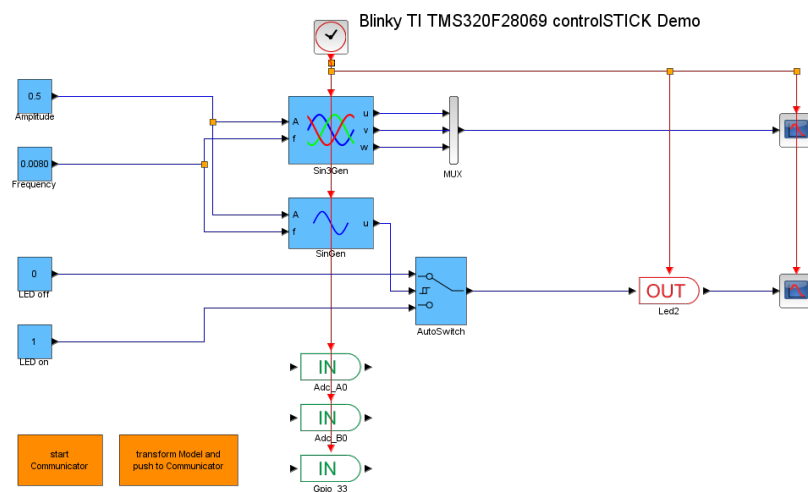 Blinky TI TMS320F28069 controlSTICK Demo
0.5
Amplitude
A
f
u
v
w
Sin3Gen
MUX
0.0080
Frequency
A
f
u
SinGen
0
LED off
AutoSwitch
OUT
Led2
1
LED on
IN
Adc_A0
IN
Adc_B0
start
Communicator
transform Model and
push to Communicator
IN
Gpio_33